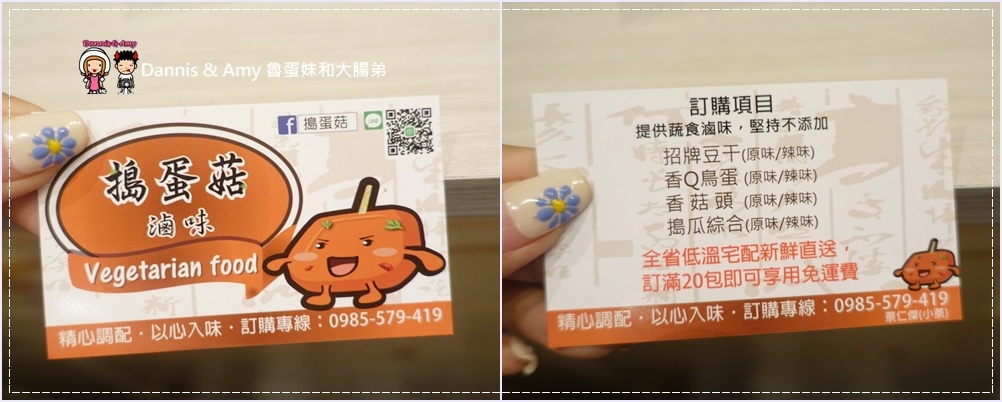 Dannis & Amy
Dannis & Amy 魯蛋妹和大腸弟
搗蛋菇
搗蛋菇
滷味
Vegetarian food
精心調配．以心入味．訂購專線：0985-579-419
訂購項目
提供蔬食滷味，堅持不添加
招牌豆干(原味/辣味)
香Q鳥蛋 (原味/辣味)
香菇頭 (原味/辣味)
搗瓜綜合(原味/辣味)
全省低溫宅配新鮮直送，
訂滿20包即可享用免運費
精心調配．以心入味．訂購專線：0985-579-419
蔡仁傑(小蔡)